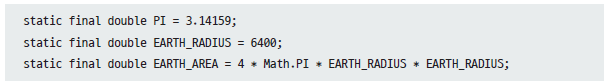 static final double PI = 3.14159;
static final double EARTH_RADIUS = 6400;
static final double EARTH_AREA = 4 * Math.PI * EARTH_RADIUS * EARTH_RADIUS;